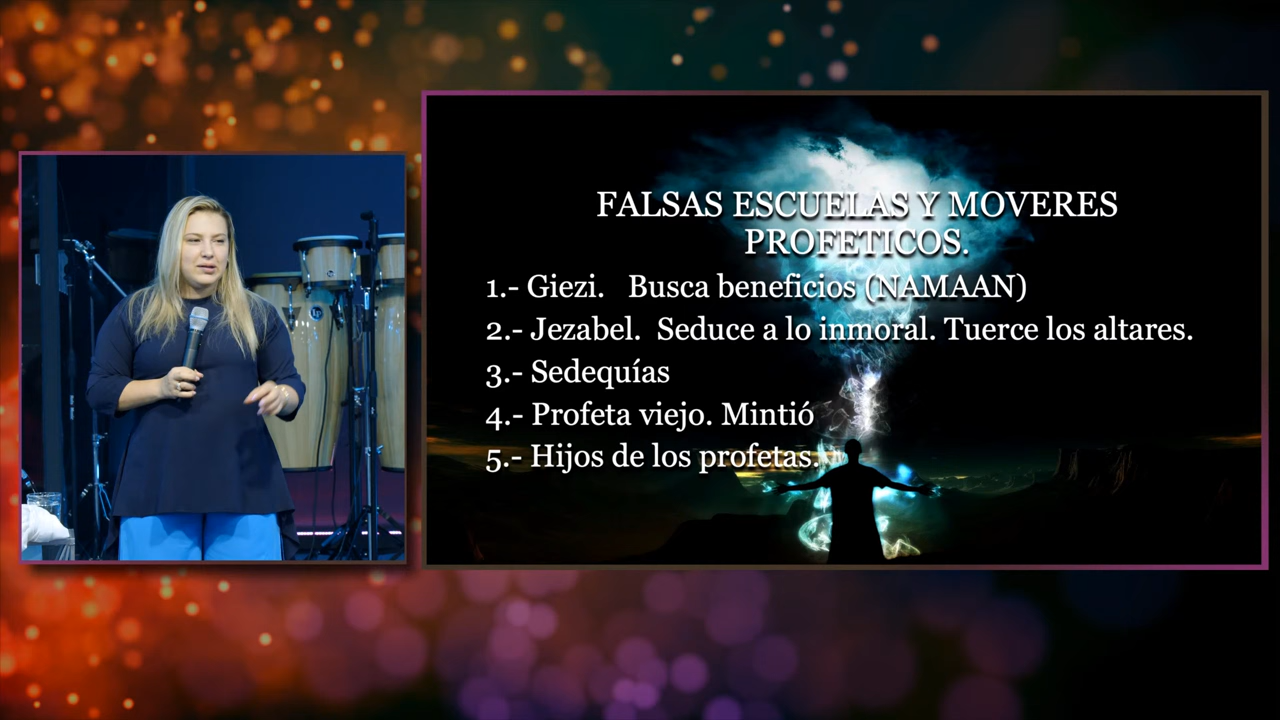 FALSAS ESCUELAS Y MOVERES
PROFETICOS.
1.- Giezi. Busca beneficios (NAMAAN)
2.- Jezabel. Seduce a lo inmoral. Tuerce los altares.
3.- Sedequías
4.- Profeta viejo. Mintió
5.- Hijos de los profetas.